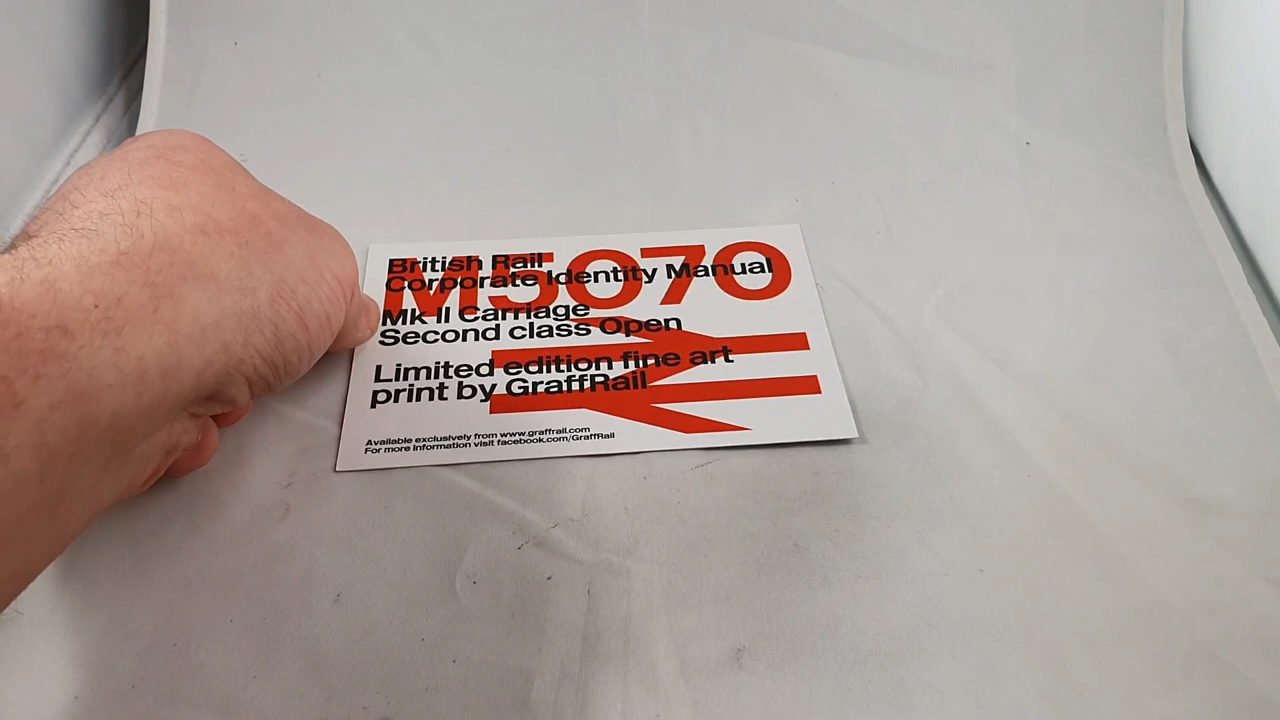 M5070
British Rail
Corporate Identity Manual
Mk II Carriage
Second class Open
Limited edition fine art
print by GraffRail
Available exclusively from www.graffrail.com
For more information visit facebook.com/GraffRail